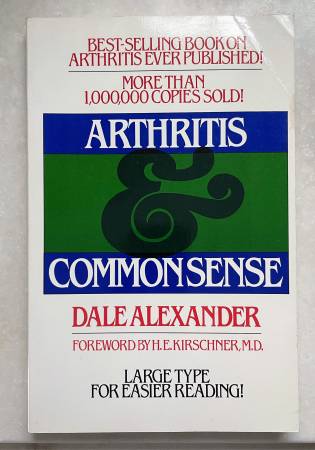 BEST-SELLING BOOK ON
ARTHRITIS EVER PUBLISHED!
MORE THAN
1,000,000 COPIES SOLD!
ARTHRITIS
&
COMMON SENSE
DALE ALEXANDER
FOREWORD BY H.E. KIRSCHNER, M.D.
LARGE TYPE
FOR EASIER READING!